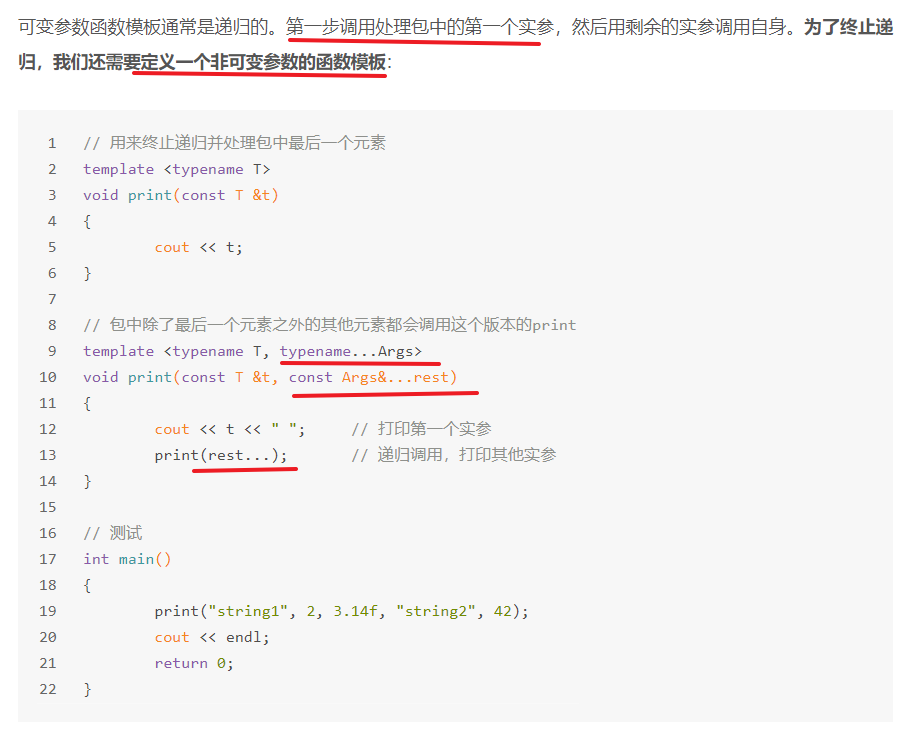 可变参数函数模板通常是递归的。第一步调用处理包中的第一个实参，然后用剩余的实参调用自身。为了终止递
归，我们还需要定义一个非可变参数的函数模板：
1 // 用来终止递归并处理包中最后一个元素
2 template <typename T>
3 void print(const T &t)
4 {
5 cout << t;
6 }
7
8 // 包中除了最后一个元素之外的其他元素都会调用这个版本的print
9 template <typename T, typename...Args>
10 void print(const T &t, const Args&...rest)
11 {
12 cout << t << " "; // 打印第一个实参
13 print(rest...); // 递归调用，打印其他实参
14 }
15
16 // 测试
17 int main()
18 {
19 print("string1", 2, 3.14f, "string2", 42);
20 cout << endl;
21 return 0;
22 }